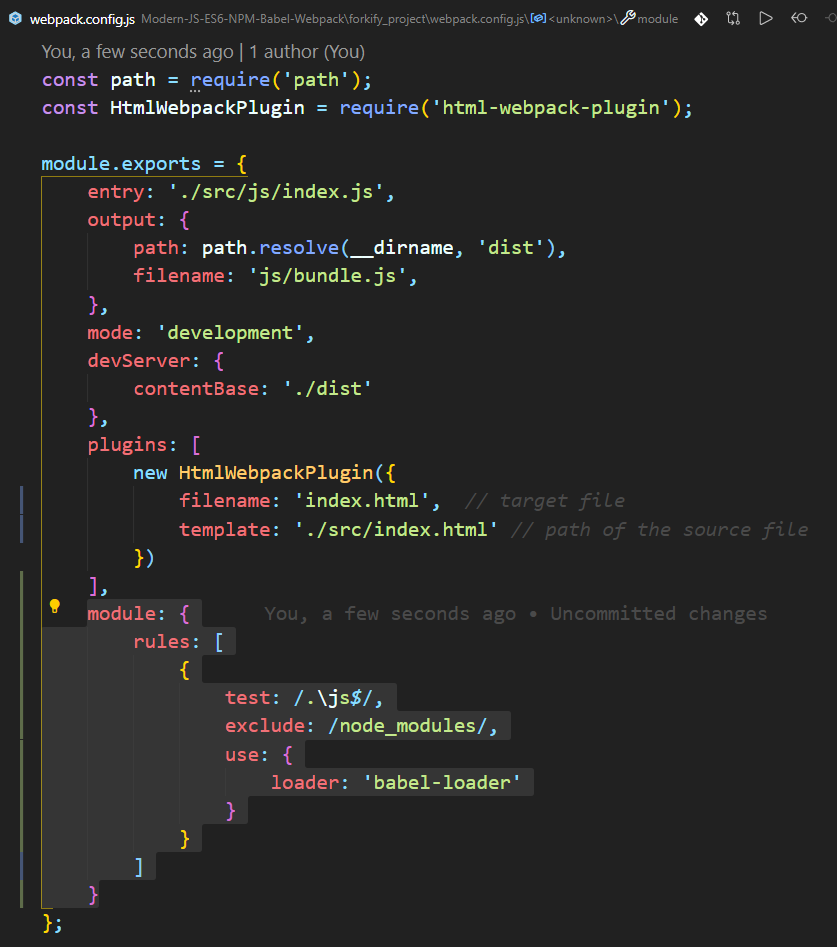 webpack.config.js Modern-JS-ES6-NPM-Babel-Webpack\forkify_project\webpack.config.js\<unknown>\module
You, a few seconds ago | 1 author (You)
const path = require('path');
const HtmlWebpackPlugin = require('html-webpack-plugin');
module.exports = {
    entry: './src/js/index.js',
    output: {
        path: path.resolve(__dirname, 'dist'),
        filename: 'js/bundle.js',
    },
    mode: 'development',
    devServer: {
        contentBase: './dist'
    },
    plugins: [
        new HtmlWebpackPlugin({
            filename: 'index.html',  // target file
            template: './src/index.html' // path of the source file
        })
    ],
    module: {    You, a few seconds ago • Uncommitted changes
        rules: [
            {
                test: /.\js$/,
                exclude: /node_modules/,
                use: {
                    loader: 'babel-loader'
                }
            }
        ]
    }
};